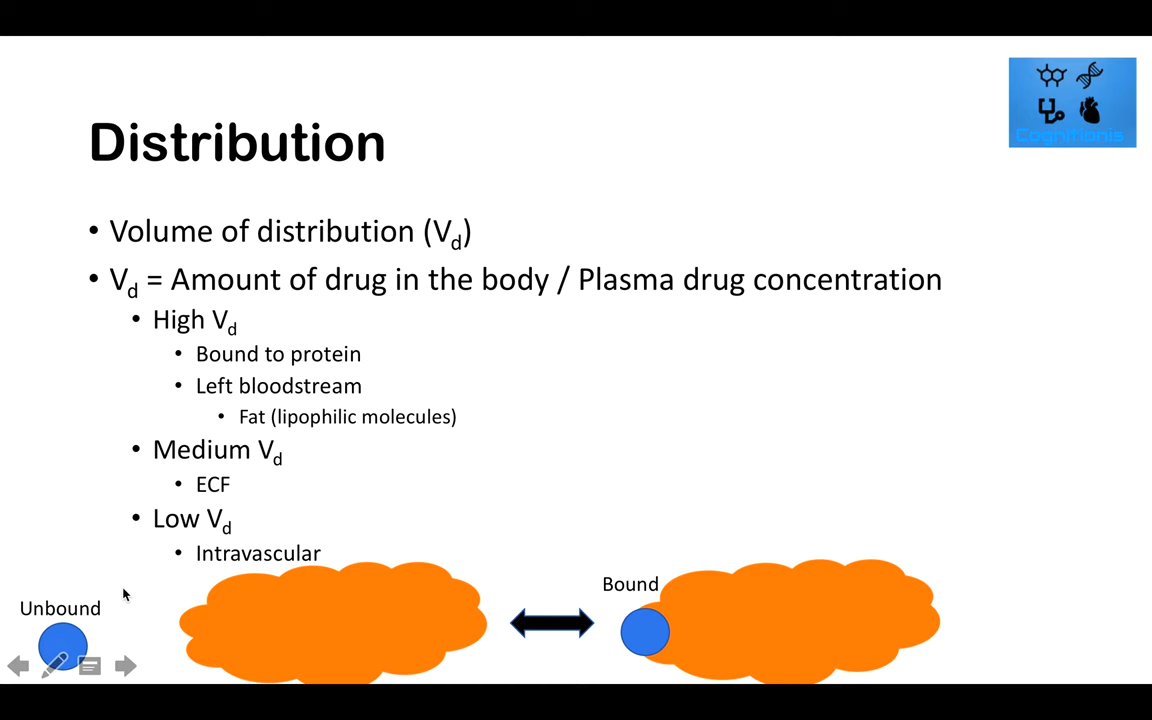 Cognitionis
Distribution
• Volume of distribution (Vd)
• Vd = Amount of drug in the body / Plasma drug concentration
• High Vd
• Bound to protein
• Left bloodstream
• Fat (lipophilic molecules)
• Medium Vd
• ECF
• Low Vd
• Intravascular
Bound
Unbound